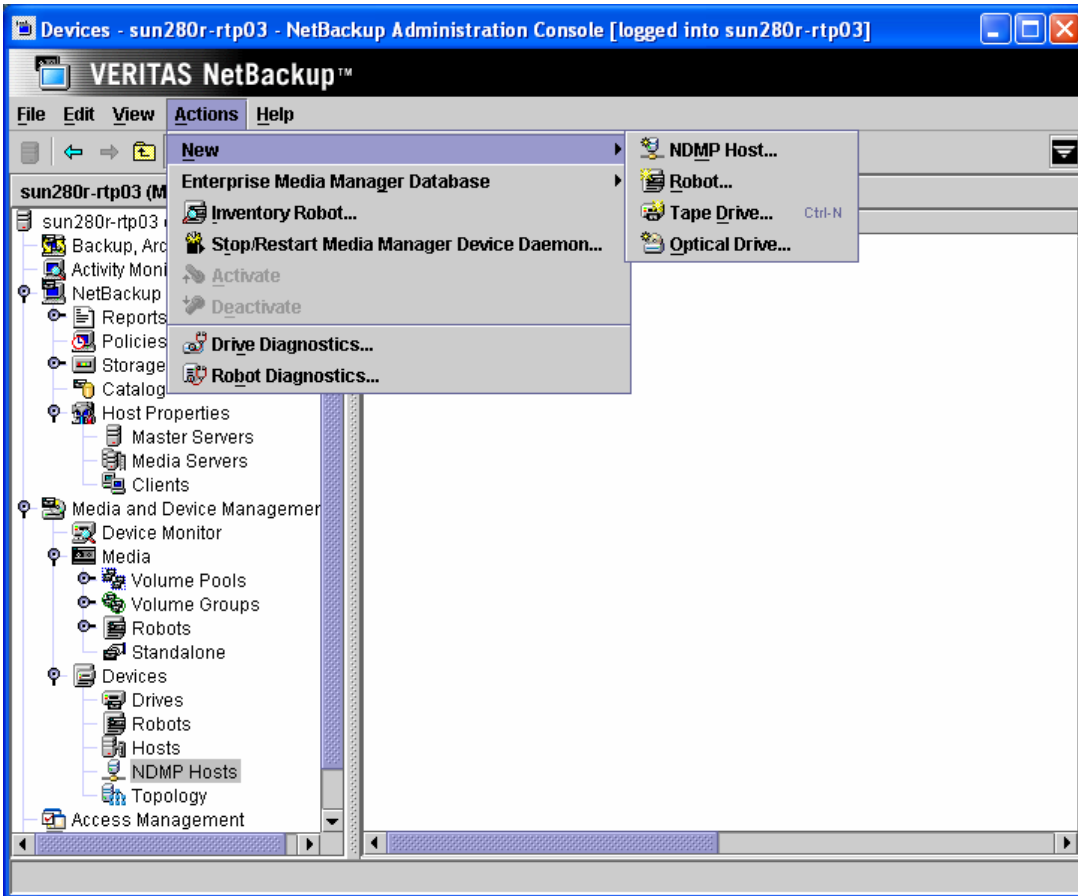 Devices - sun280r-rtp03 - NetBackup Administration Console [logged into sun280r-rtp03]
VERITAS NetBackup™
File Edit View Actions Help
New
Enterprise Media Manager Database
Inventory Robot...
Stop/Restart Media Manager Device Daemon...
Activate
Deactivate
Drive Diagnostics...
Robot Diagnostics...
NDMP Host...
Robot...
Tape Drive... Ctrl-N
Optical Drive...
sun280r-rtp03 (M
sun280r-rtp03
Backup, Arc
Activity Moni
NetBackup
Reports
Policies
Storage
Catalog
Host Properties
Master Servers
Media Servers
Clients
Media and Device Managemen
Device Monitor
Media
Volume Pools
Volume Groups
Robots
Standalone
Devices
Drives
Robots
Hosts
NDMP Hosts
Topology
Access Management